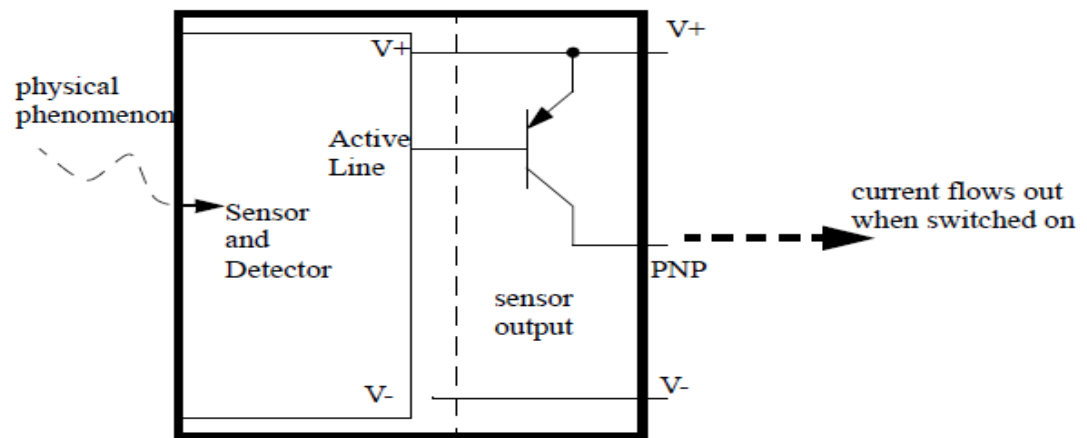 V+
V+
physical
phenomenon
Active
Line
Sensor
and
Detector
current flows out
when switched on
PNP
sensor
output
V-
V-